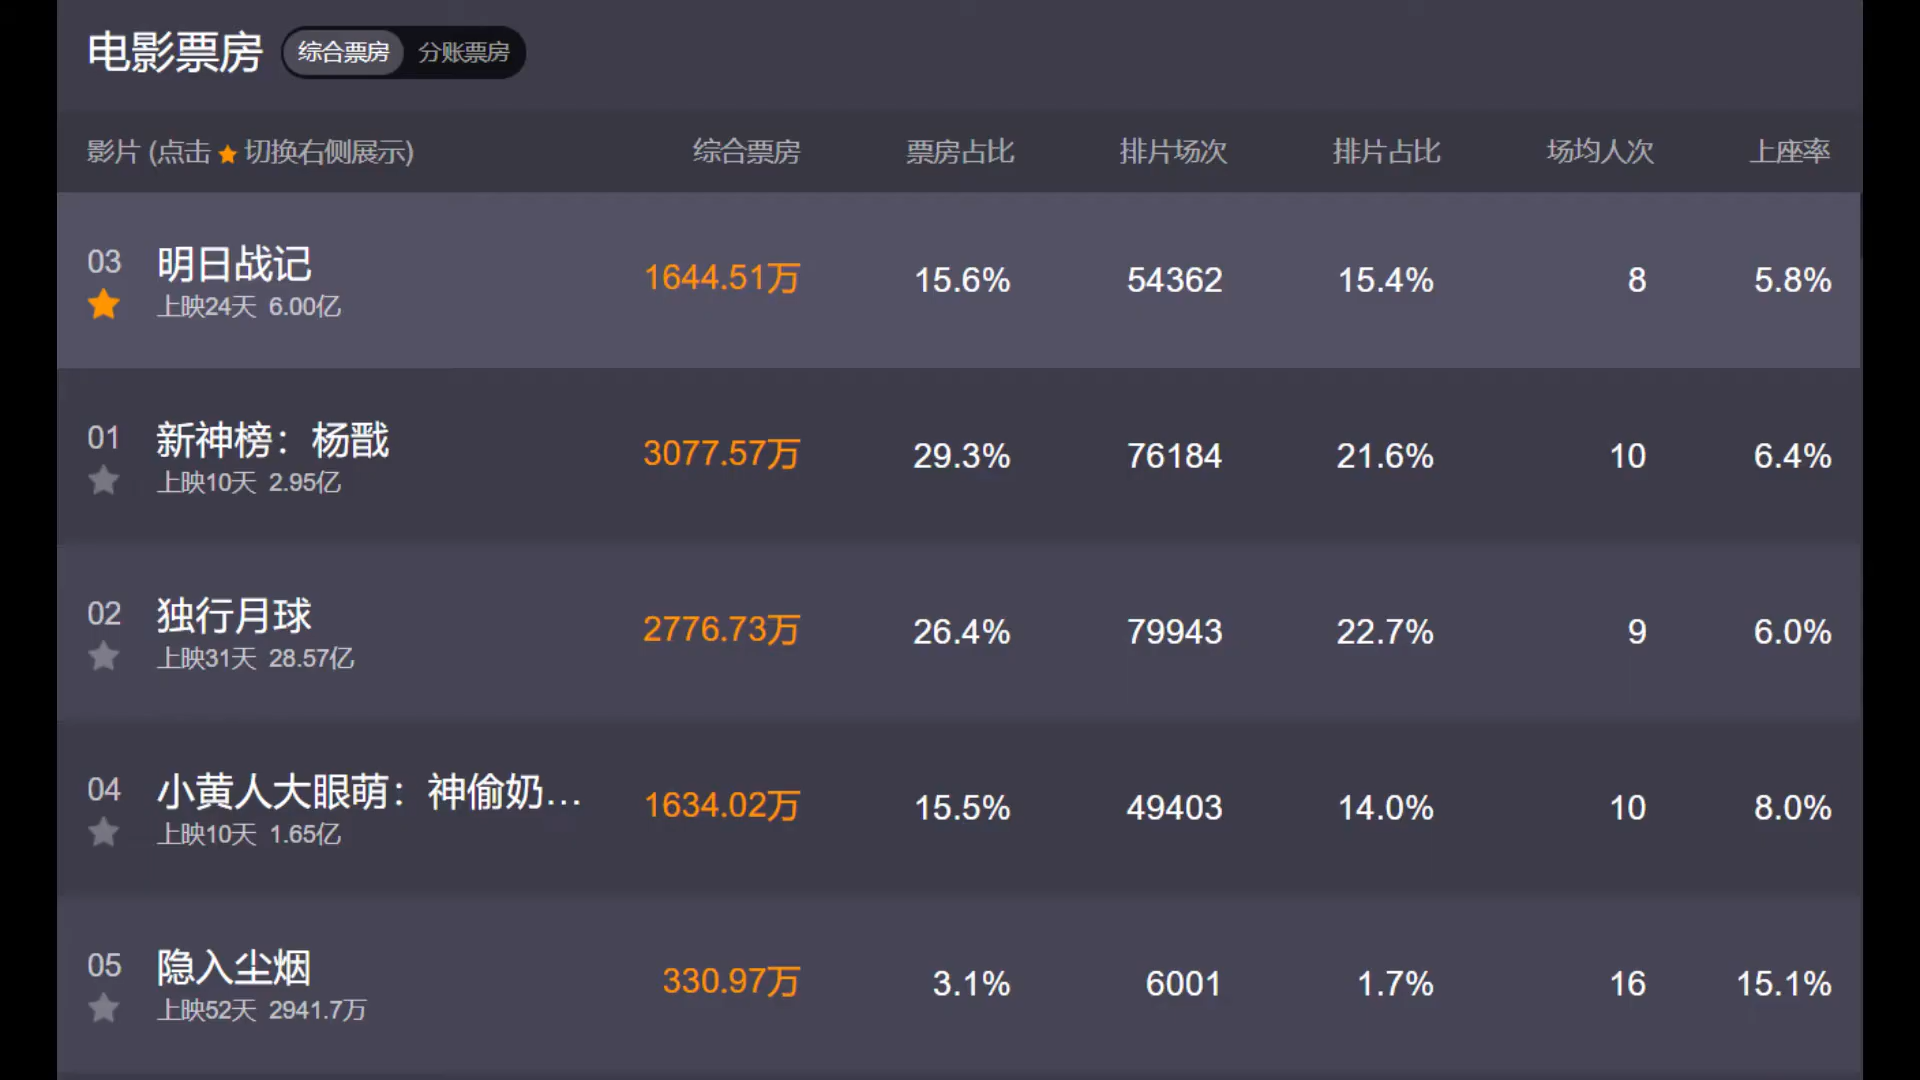 电影票房 综合票房 分账票房
影片 (点击★切换右侧展示) 综合票房 票房占比 排片场次 排片占比 场均人次 上座率
03 明日战记 1644.51万 15.6% 54362 15.4% 8 5.8%
上映24天 6.00亿
01 新神榜：杨戬 3077.57万 29.3% 76184 21.6% 10 6.4%
上映10天 2.95亿
02 独行月球 2776.73万 26.4% 79943 22.7% 9 6.0%
上映31天 28.57亿
04 小黄人大眼萌：神偷奶… 1634.02万 15.5% 49403 14.0% 10 8.0%
上映10天 1.65亿
05 隐入尘烟 330.97万 3.1% 6001 1.7% 16 15.1%
上映52天 2941.7万